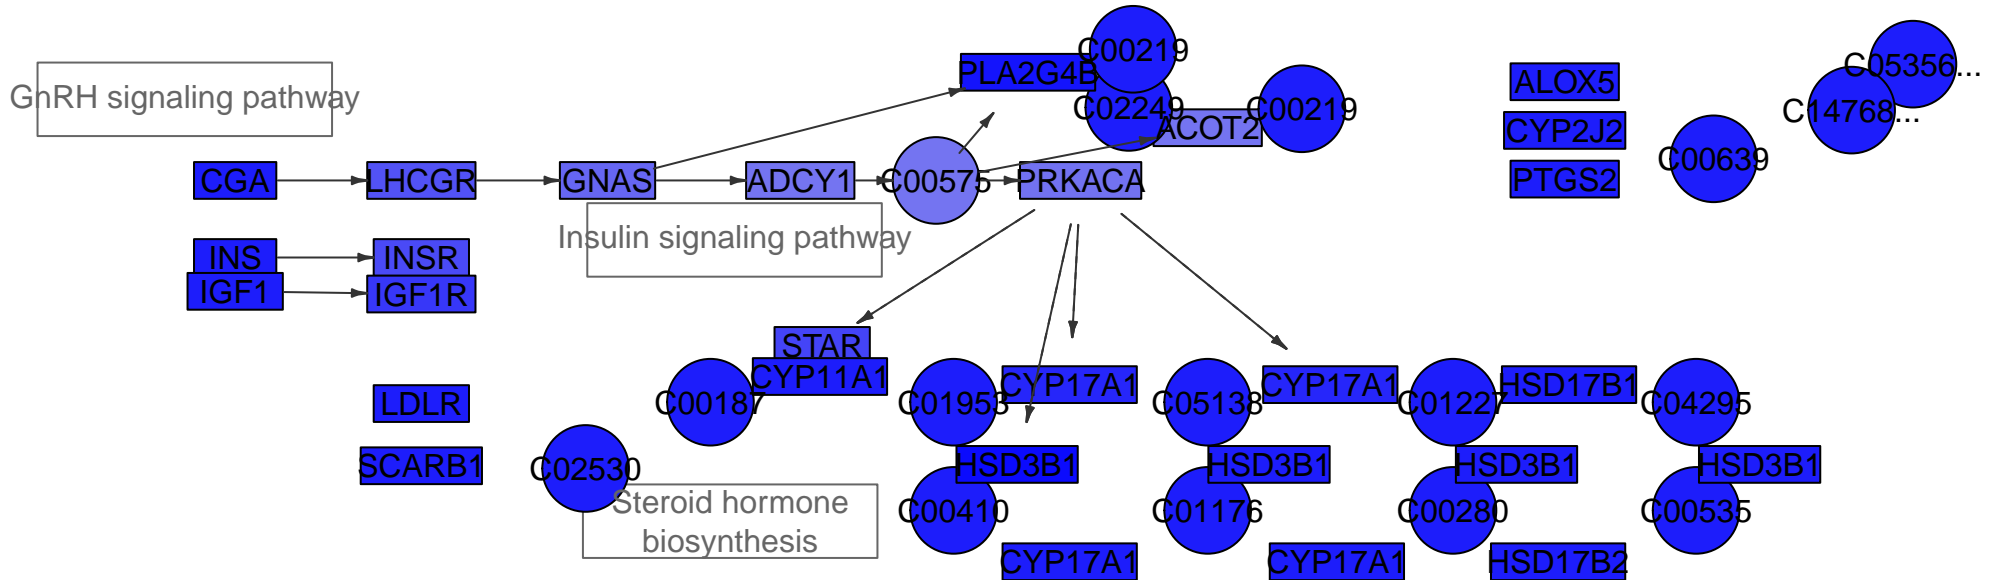 C00219
C05356...
PLA2G4B
ALOX5
GnRH signaling pathway
C02249
C00219
C14768...
ACOT2
CYP2J2
C00639
CGA
LHCGR
GNAS
ADCY1
C00575
PRKACA
PTGS2
Insulin signaling pathway
INS
INSR
IGF1
IGF1R
STAR
CYP11A1
CYP17A1
CYP17A1
HSD17B1
LDLR
C00187
C01953
C05138
C01227
C04295
SCARB1
C02530
HSD3B1
HSD3B1
HSD3B1
HSD3B1
Steroid hormone
biosynthesis
C00410
C01176
C00280
C00535
CYP17A1
CYP17A1
HSD17B2